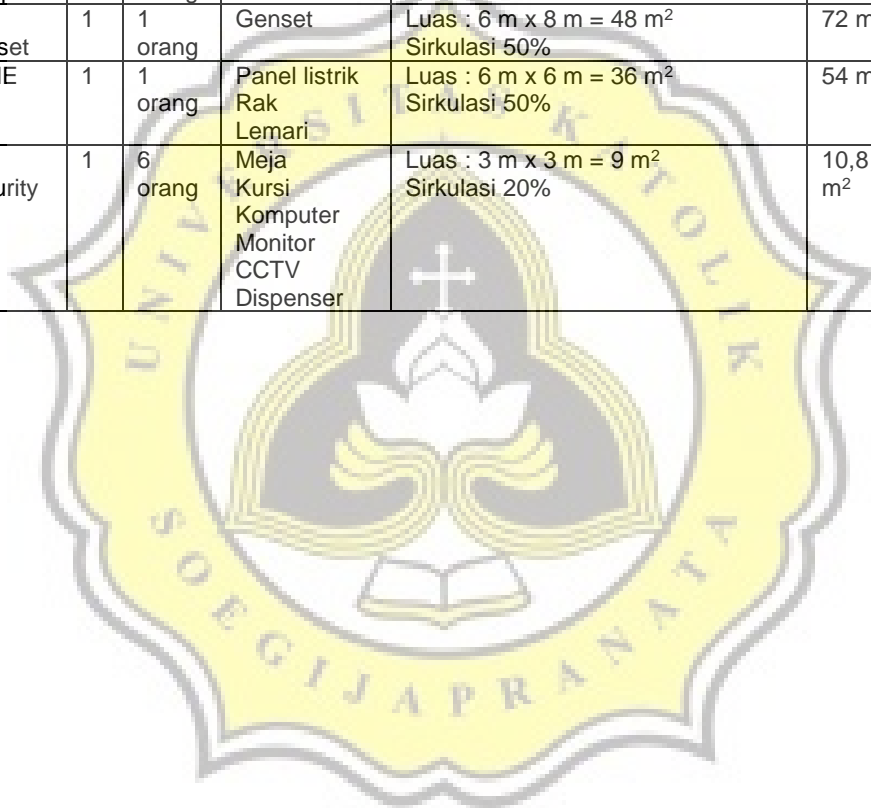 1 1 Genset Luas : 6 m x 8 m = 48 m² 72 m
set orang Sirkulasi 50%
1 1 Panel listrik Luas : 6 m x 6 m = 36 m² 54 m
orang Rak Sirkulasi 50%
Lemari
1 6 Meja Luas : 3 m x 3 m = 9 m² 10,8
urity orang Kursi Sirkulasi 20% m²
Komputer
Monitor
CCTV
Dispenser
UNIVERSITAS KATOLIK
SOEGIJAPRANATA